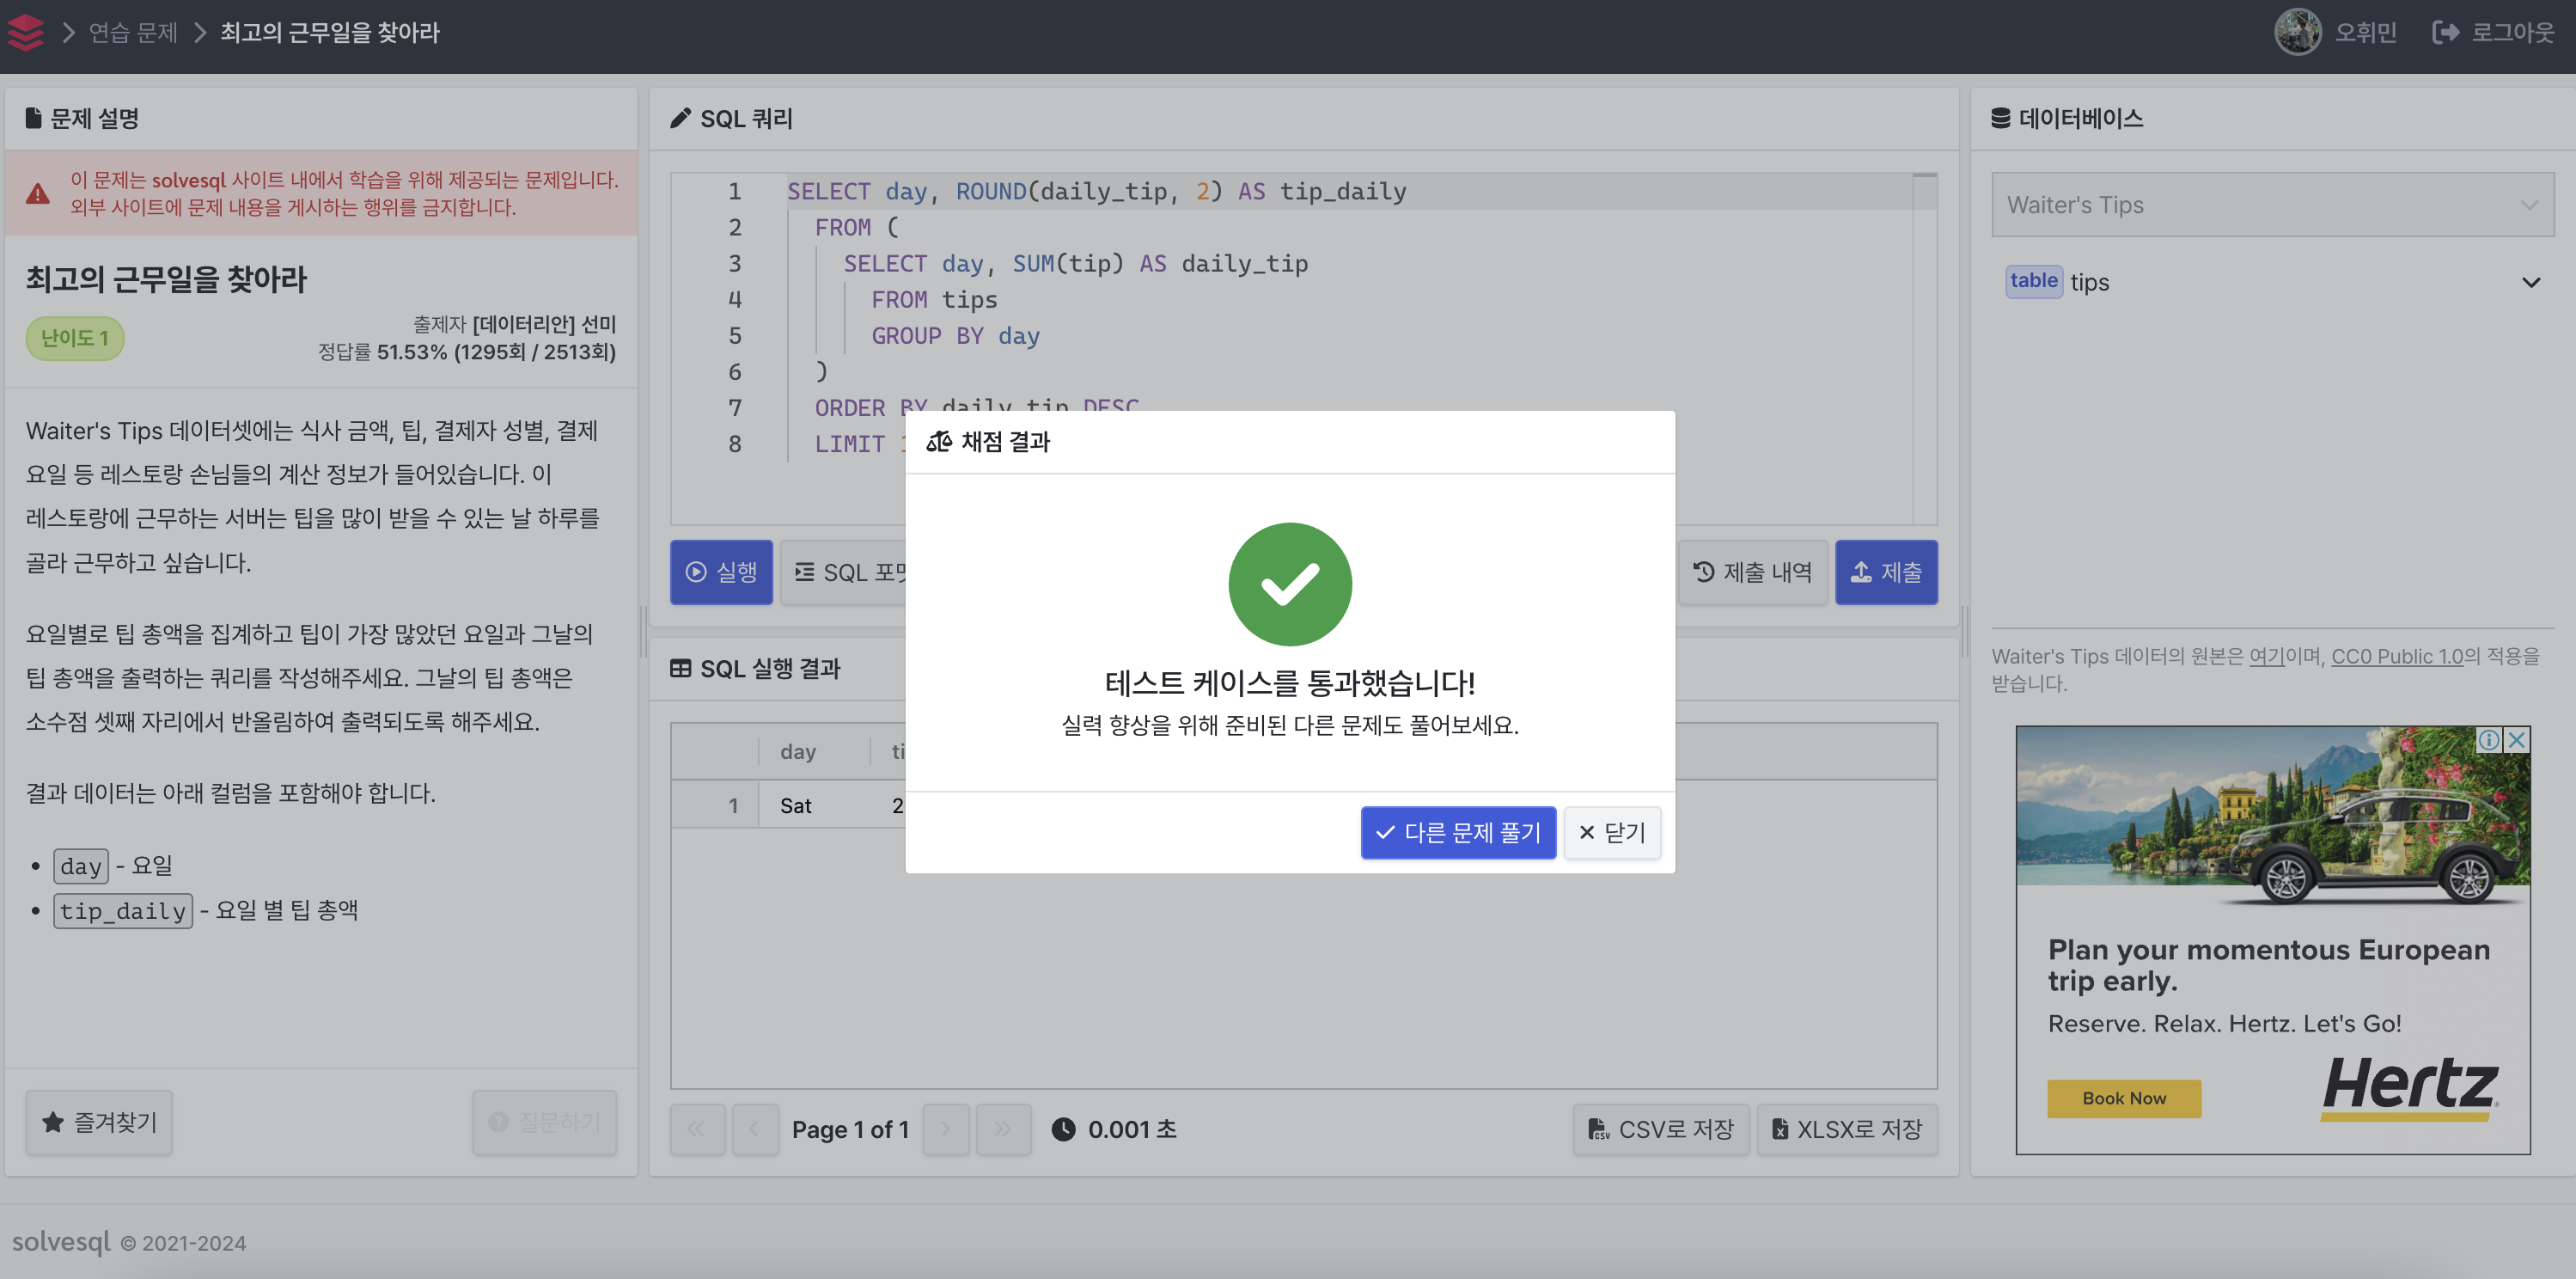 연습 문제
최고의 근무일을 찾아라
오휘민
로그아웃
문제 설명
이 문제는 solvesql 사이트 내에서 학습을 위해 제공되는 문제입니다.
외부 사이트에 문제 내용을 게시하는 행위를 금지합니다.
최고의 근무일을 찾아라
난이도 1
출제자 [데이터리안] 선미
정답률 51.53% (1295회 / 2513회)
Waiter's Tips 데이터셋에는 식사 금액, 팁, 결제자 성별, 결제
요일 등 레스토랑 손님들의 계산 정보가 들어있습니다. 이
레스토랑에 근무하는 서버는 팁을 많이 받을 수 있는 날 하루를
골라 근무하고 싶습니다.
요일별로 팁 총액을 집계하고 팁이 가장 많았던 요일과 그날의
팁 총액을 출력하는 쿼리를 작성해주세요. 그날의 팁 총액은
소수점 셋째 자리에서 반올림하여 출력되도록 해주세요.
결과 데이터는 아래 컬럼을 포함해야 합니다.
• day - 요일
• tip_daily - 요일 별 팁 총액
즐겨찾기
질문하기
SQL 쿼리
1 SELECT day, ROUND(daily_tip, 2) AS tip_daily
2 FROM (
3 SELECT day, SUM(tip) AS daily_tip
4 FROM tips
5 GROUP BY day
6 )
7 ORDER BY daily_tip DESC
8 LIMIT
실행
SQL
제출 내역
제출
SQL 실행 결과
day
1 Sat 2
Page 1 of 1
0.001 초
CSV로 저장
XLSX로 저장
채점 결과
테스트 케이스를 통과했습니다!
실력 향상을 위해 준비된 다른 문제도 풀어보세요.
다른 문제 풀기
닫기
데이터베이스
Waiter's Tips
table tips
Waiter's Tips 데이터의 원본은 여기이며, CC0 Public 1.0의 적용을
받습니다.
Plan your momentous European
trip early.
Reserve. Relax. Hertz. Let's Go!
Book Now
Hertz
solvesql © 2021-2024